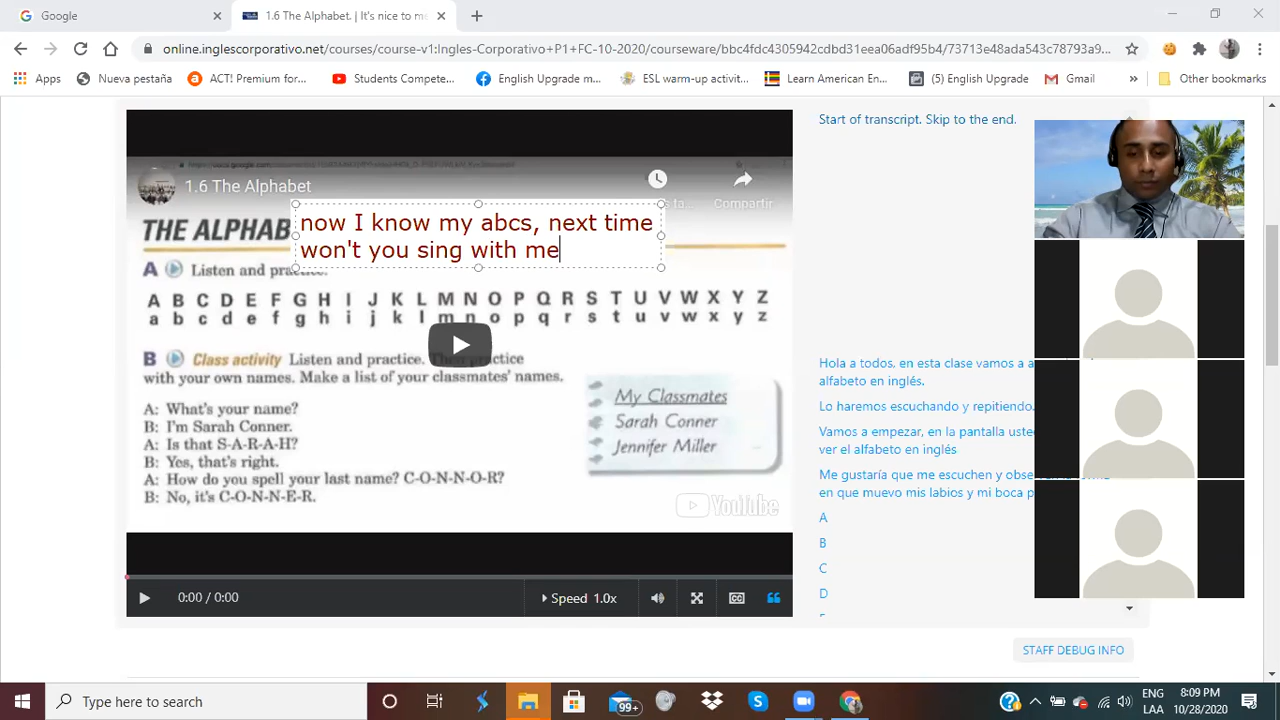 Google
1.6 The Alphabet. | It's nice to me
online.inglescorporativo.net/courses/course-v1:Ingles-Corporativo+P1+FC-10-2020/courseware/bbc4fdc4305942cdbd31eea06adf95b4/73713e48ada543c78793a9...
Apps
Nueva pestaña
ACT! Premium for...
Students Compete...
English Upgrade m...
ESL warm-up activit...
Learn American En...
(5) English Upgrade
Gmail
»
Other bookmarks
Start of transcript. Skip to the end.
1.6 The Alphabet
Compartir
THE ALPHAB
now I know my abcs, next time
won't you sing with me
A Listen and practice.
A B C D E F G H I J K L M N O P Q R S T U V W X Y Z
a b c d e f g h i j k l m n o p q r s t u v w x y z
B Class activity Listen and practice. Then practice
with your own names. Make a list of your classmates' names.
A: What's your name?
B: I'm Sarah Conner.
A: Is that S-A-R-A-H?
B: Yes, that's right.
A: How do you spell your last name? C-O-N-N-O-R?
B: No, it's C-O-N-N-E-R.
My Classmates
Sarah Conner
Jennifer Miller
YouTube
Hola a todos, en esta clase vamos a a
alfabeto en inglés.
Lo haremos escuchando y repitiendo.
Vamos a empezar, en la pantalla uste
ver el alfabeto en inglés
Me gustaría que me escuchen y obse
en que muevo mis labios y mi boca p
A
B
C
D
0:00 / 0:00
Speed 1.0x
STAFF DEBUG INFO
Type here to search
99+
ENG
LAA
8:09 PM
10/28/2020